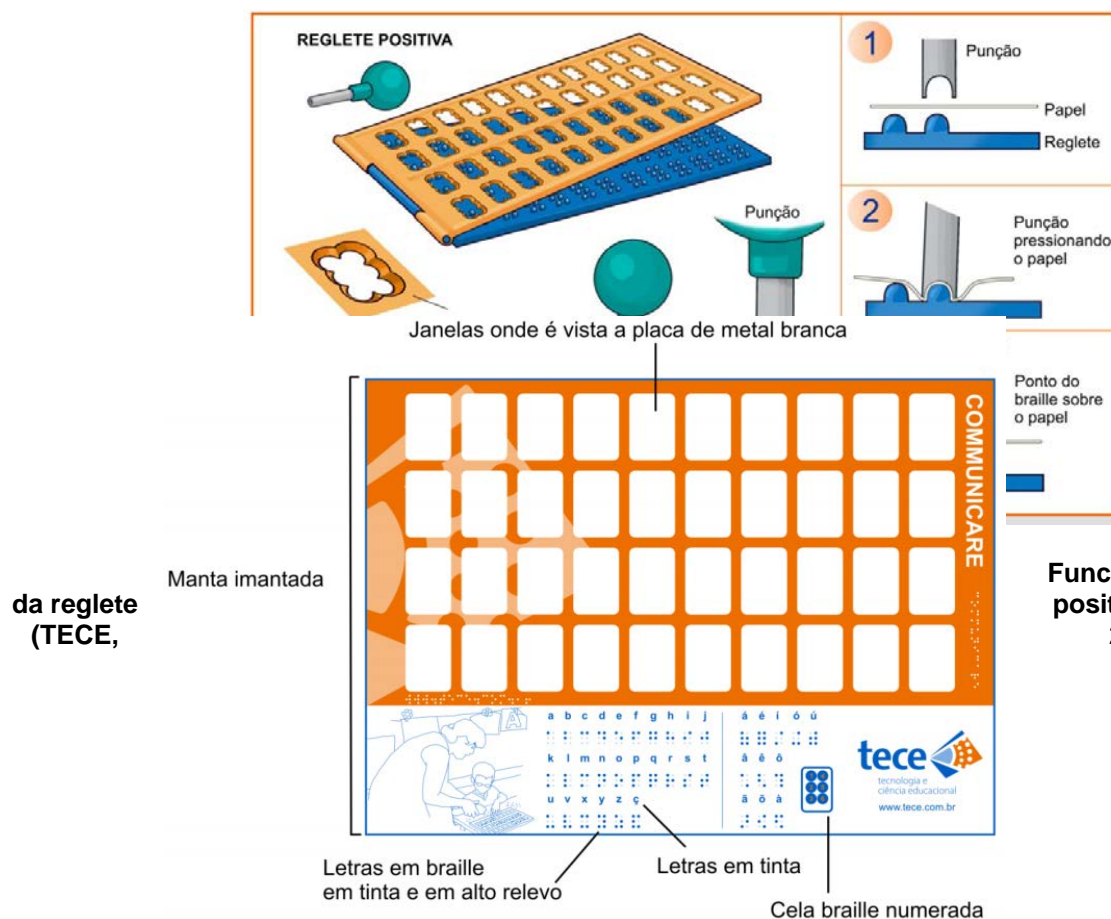 REGLETE POSITIVA
Punção
1
Punção
Papel
Reglete
2
Punção
pressionando
o papel
Ponto do
braille sobre
o papel
Janelas onde é vista a placa de metal branca
Manta imantada
COMMUNICARE
a b c d e f g h i j
k l m n o p q r s t
u v x y z ç
á é í ó ú
â ê ô
ã õ à
tece
tecnologia e
ciência educacional
www.tece.com.br
Letras em braille
em tinta e em alto relevo
Letras em tinta
Cela braille numerada
da reglete
(TECE,